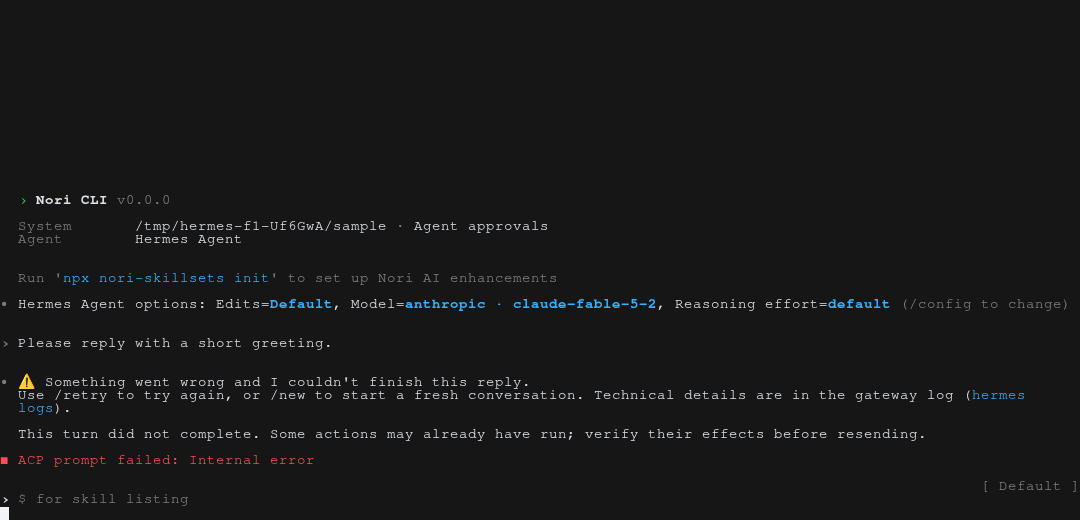 › Nori CLI v0.0.0
System /tmp/hermes-f1-Uf6GwA/sample · Agent approvals
Agent Hermes Agent
Run 'npx nori-skillsets init' to set up Nori AI enhancements
• Hermes Agent options: Edits=Default, Model=anthropic · claude-fable-5-2, Reasoning effort=default (/config to change)
› Please reply with a short greeting.
• ⚠️ Something went wrong and I couldn't finish this reply.
Use /retry to try again, or /new to start a fresh conversation. Technical details are in the gateway log (hermes
logs).
This turn did not complete. Some actions may already have run; verify their effects before resending.
■ ACP prompt failed: Internal error
[ Default ]
› $ for skill listing